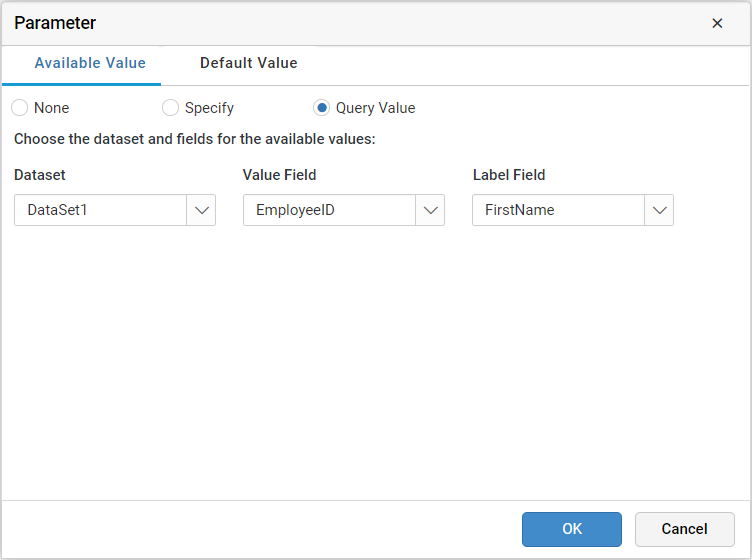 Parameter
Available Value Default Value
None Specify Query Value
Choose the dataset and fields for the available values:
Dataset Value Field Label Field
DataSet1 EmployeeID FirstName
OK Cancel